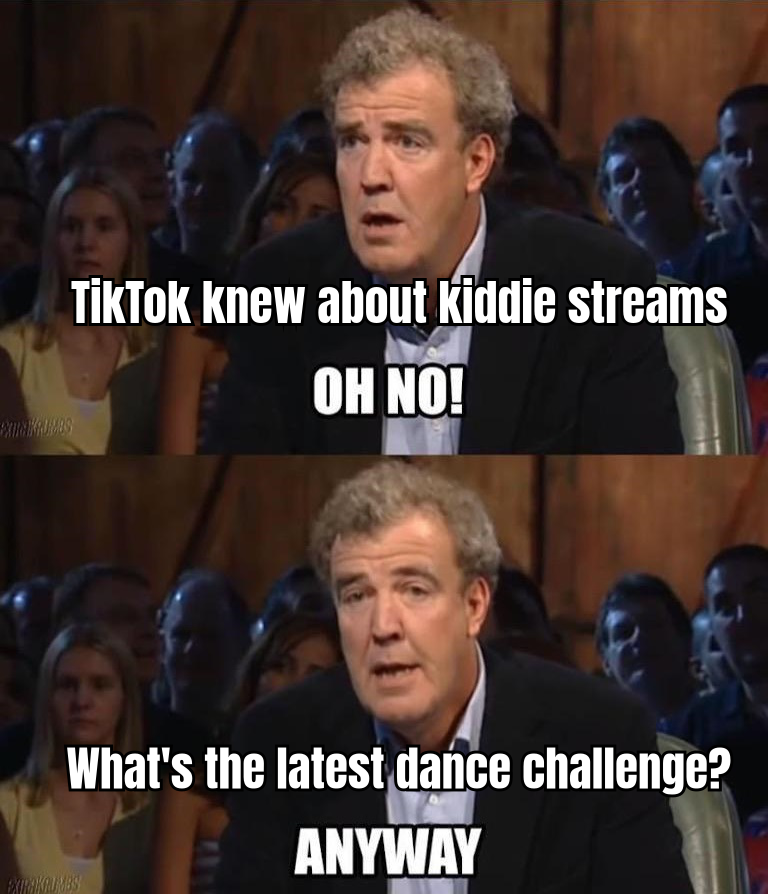 TikTok knew about kiddie streams
OH NO!
What's the latest dance challenge?
ANYWAY